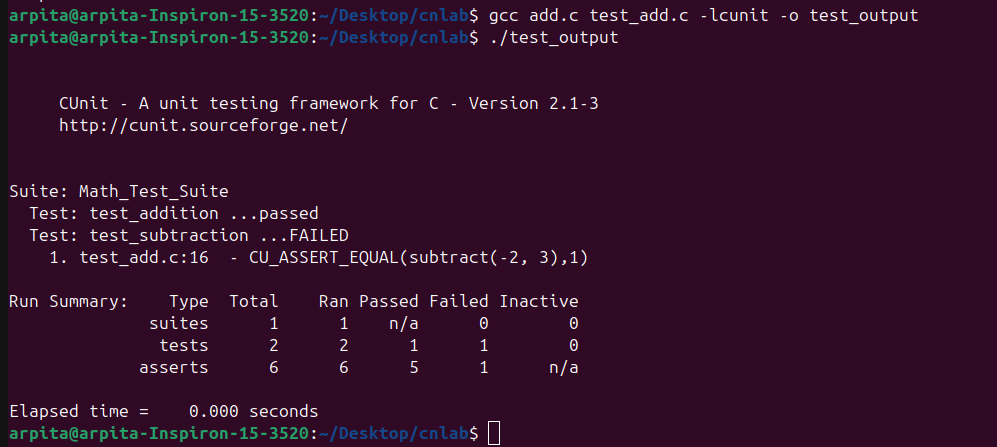 arpita@arpita-Inspiron-15-3520:~/Desktop/cnlab$ gcc add.c test_add.c -lcunit -o test_output
arpita@arpita-Inspiron-15-3520:~/Desktop/cnlab$ ./test_output
CUnit - A unit testing framework for C - Version 2.1-3
http://cunit.sourceforge.net/
Suite: Math_Test_Suite
Test: test_addition ...passed
Test: test_subtraction ...FAILED
1. test_add.c:16 - CU_ASSERT_EQUAL(subtract(-2, 3),1)
Run Summary: Type Total Ran Passed Failed Inactive
suites 1 1 n/a 0 0
tests 2 2 1 1 0
asserts 6 6 5 1 n/a
Elapsed time = 0.000 seconds
arpita@arpita-Inspiron-15-3520:~/Desktop/cnlab$